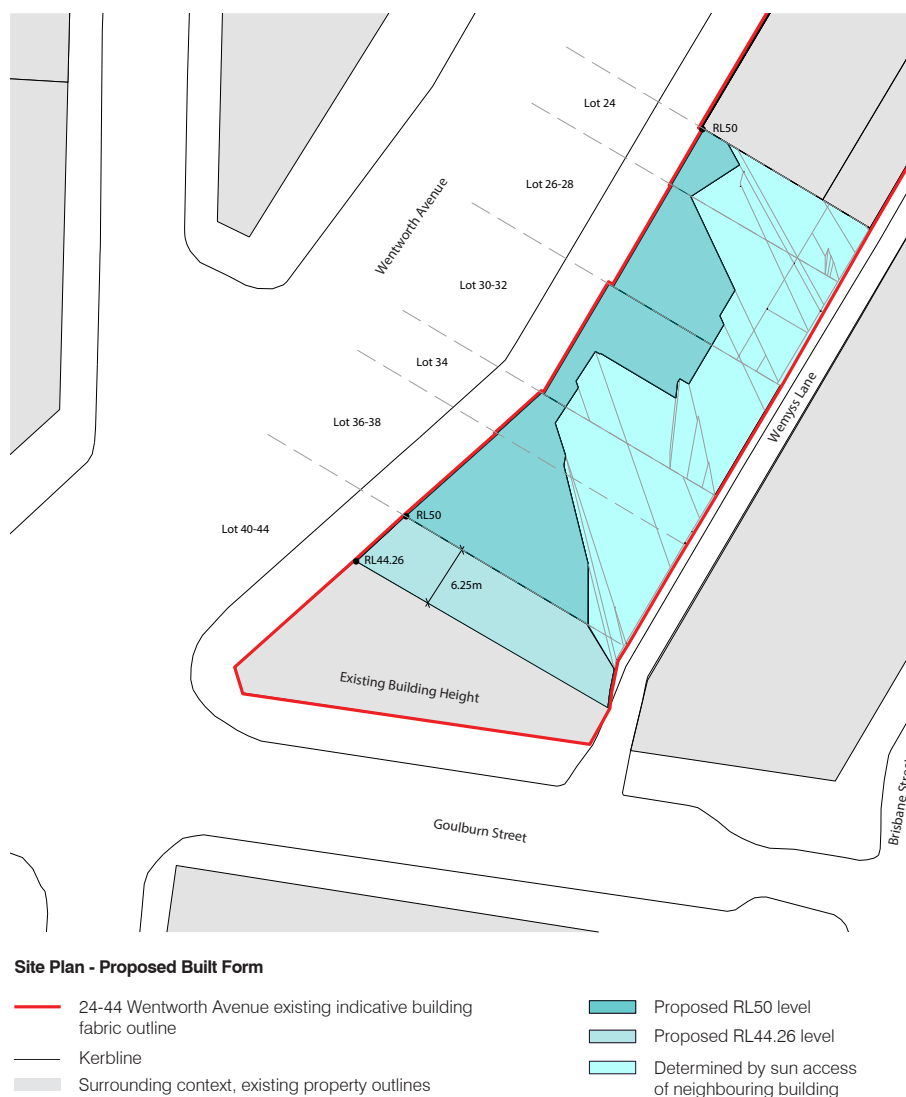 Lot 24
RL50
Lot 26-28
Wentworth Avenue
Lot 30-32
Lot 34
Wemyss Lane
Lot 36-38
RL50
Lot 40-44
RL44.26
6.25m
Existing Building Height
Brisbane Street
Goulburn Street
Site Plan - Proposed Built Form
24-44 Wentworth Avenue existing indicative building
fabric outline
Kerbline
Surrounding context, existing property outlines
Proposed RL50 level
Proposed RL44.26 level
Determined by sun access
of neighbouring building